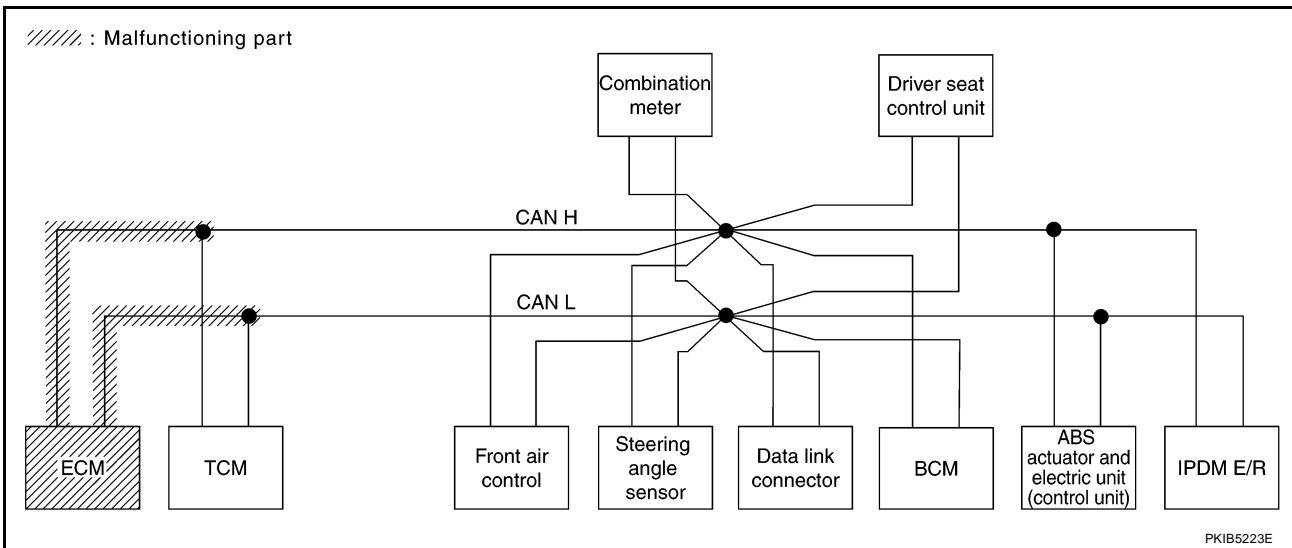 : Malfunctioning part
Combination
meter
Driver seat
control unit
CAN H
CAN L
ECM
TCM
Front air
control
Steering
angle
sensor
Data link
connector
BCM
ABS
actuator and
electric unit
(control unit)
IPDM E/R
PKIB5223E